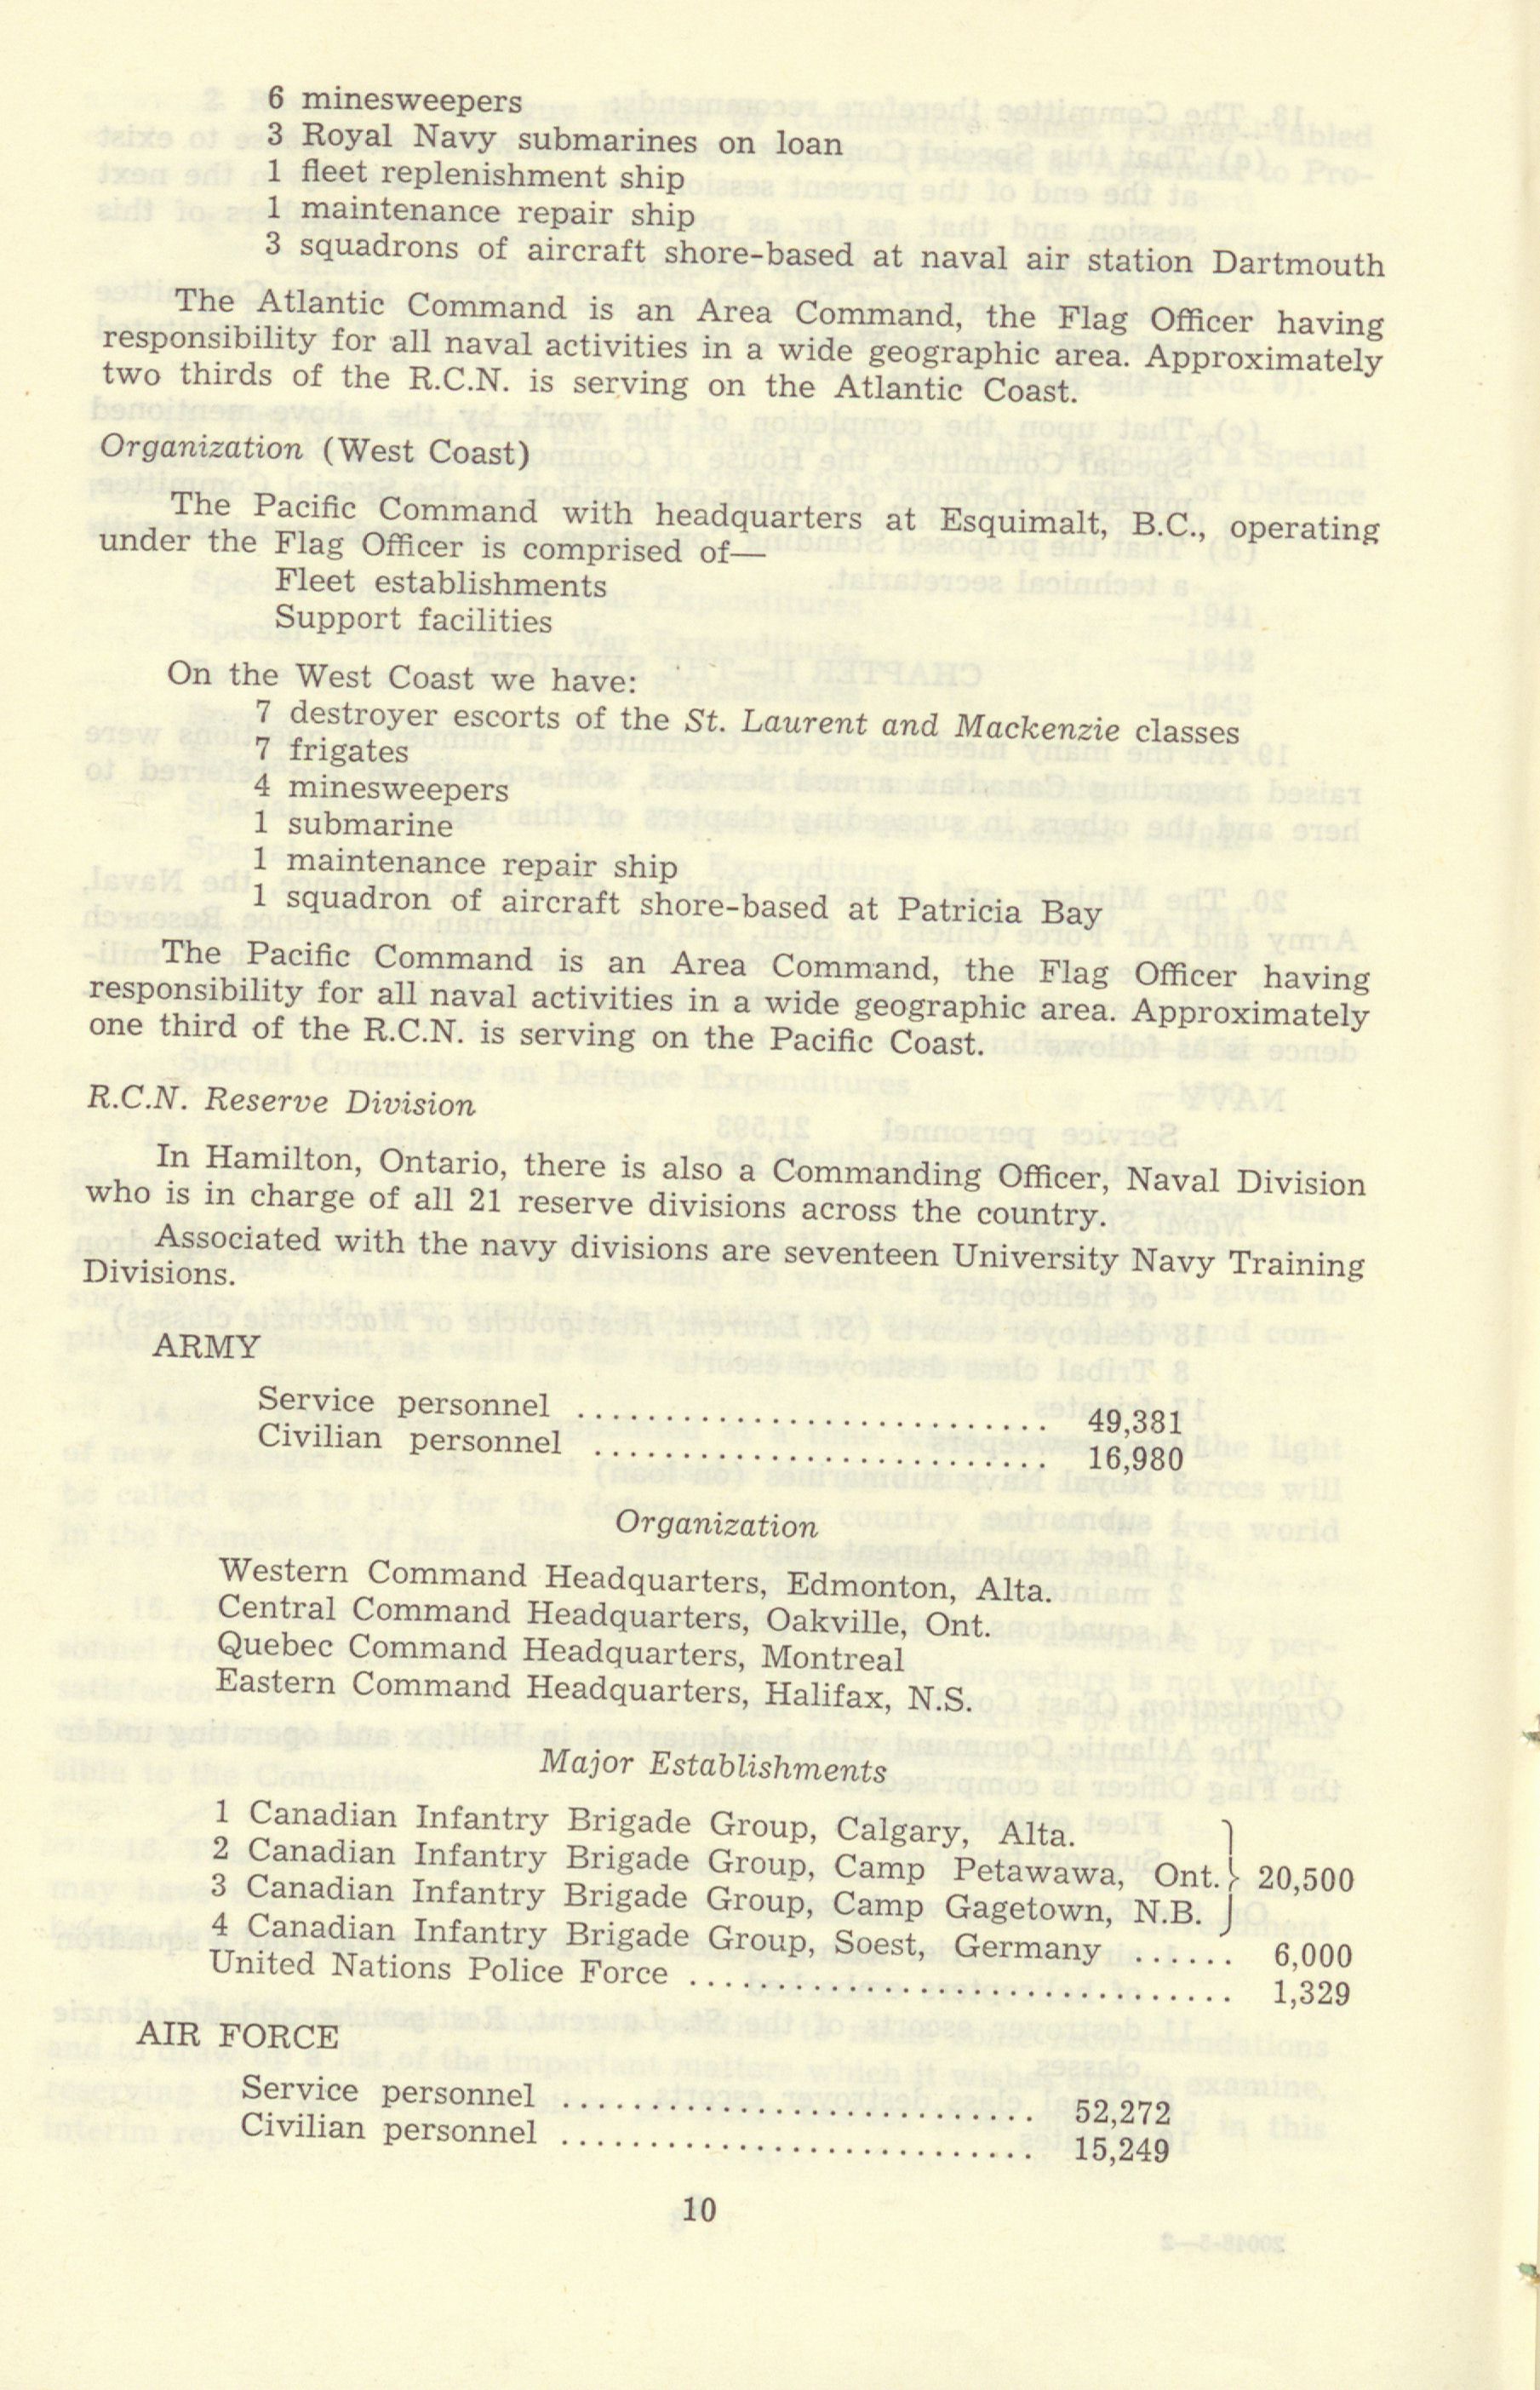 6 minesweepers
3 Royal Navy submarines on loan
1 fleet replenishment ship
1 maintenance repair ship
3 squadrons of aircraft shore-based at naval air station Dartmouth
The Atlantic Command is an Area Command, the Flag Officer having
responsibility for all naval activities in a wide geographic area. Approximately
two thirds of the R.C.N. is serving on the Atlantic Coast.
Organization (West Coast)
The Pacific Command with headquarters at Esquimalt, B.C., operating
under the Flag Officer is comprised of—
Fleet establishments
Support facilities
On the West Coast we have:
7 destroyer escorts of the St. Laurent and Mackenzie classes
7 frigates
4 minesweepers
1 submarine
1 maintenance repair ship
1 squadron of aircraft shore-based at Patricia Bay
The Pacific Command is an Area Command, the Flag Officer having
responsibility for all naval activities in a wide geographic area. Approximately
one third of the R.C.N. is serving on the Pacific Coast.
R.C.N. Reserve Division
In Hamilton, Ontario, there is also a Commanding Officer, Naval Division
who is in charge of all 21 reserve divisions across the country.
Associated with the navy divisions are seventeen University Navy Training
Divisions.
ARMY
Service personnel ........................... 49,381
Civilian personnel .......................... 16,980
Organization
Western Command Headquarters, Edmonton, Alta.
Central Command Headquarters, Oakville, Ont.
Quebec Command Headquarters, Montreal
Eastern Command Headquarters, Halifax, N.S.
Major Establishments
1 Canadian Infantry Brigade Group, Calgary, Alta.
2 Canadian Infantry Brigade Group, Camp Petawawa, Ont. } 20,500
3 Canadian Infantry Brigade Group, Camp Gagetown, N.B.
4 Canadian Infantry Brigade Group, Soest, Germany ...... 6,000
United Nations Police Force ............................... 1,329
AIR FORCE
Service personnel ........................... 52,272
Civilian personnel ........................... 15,249
10